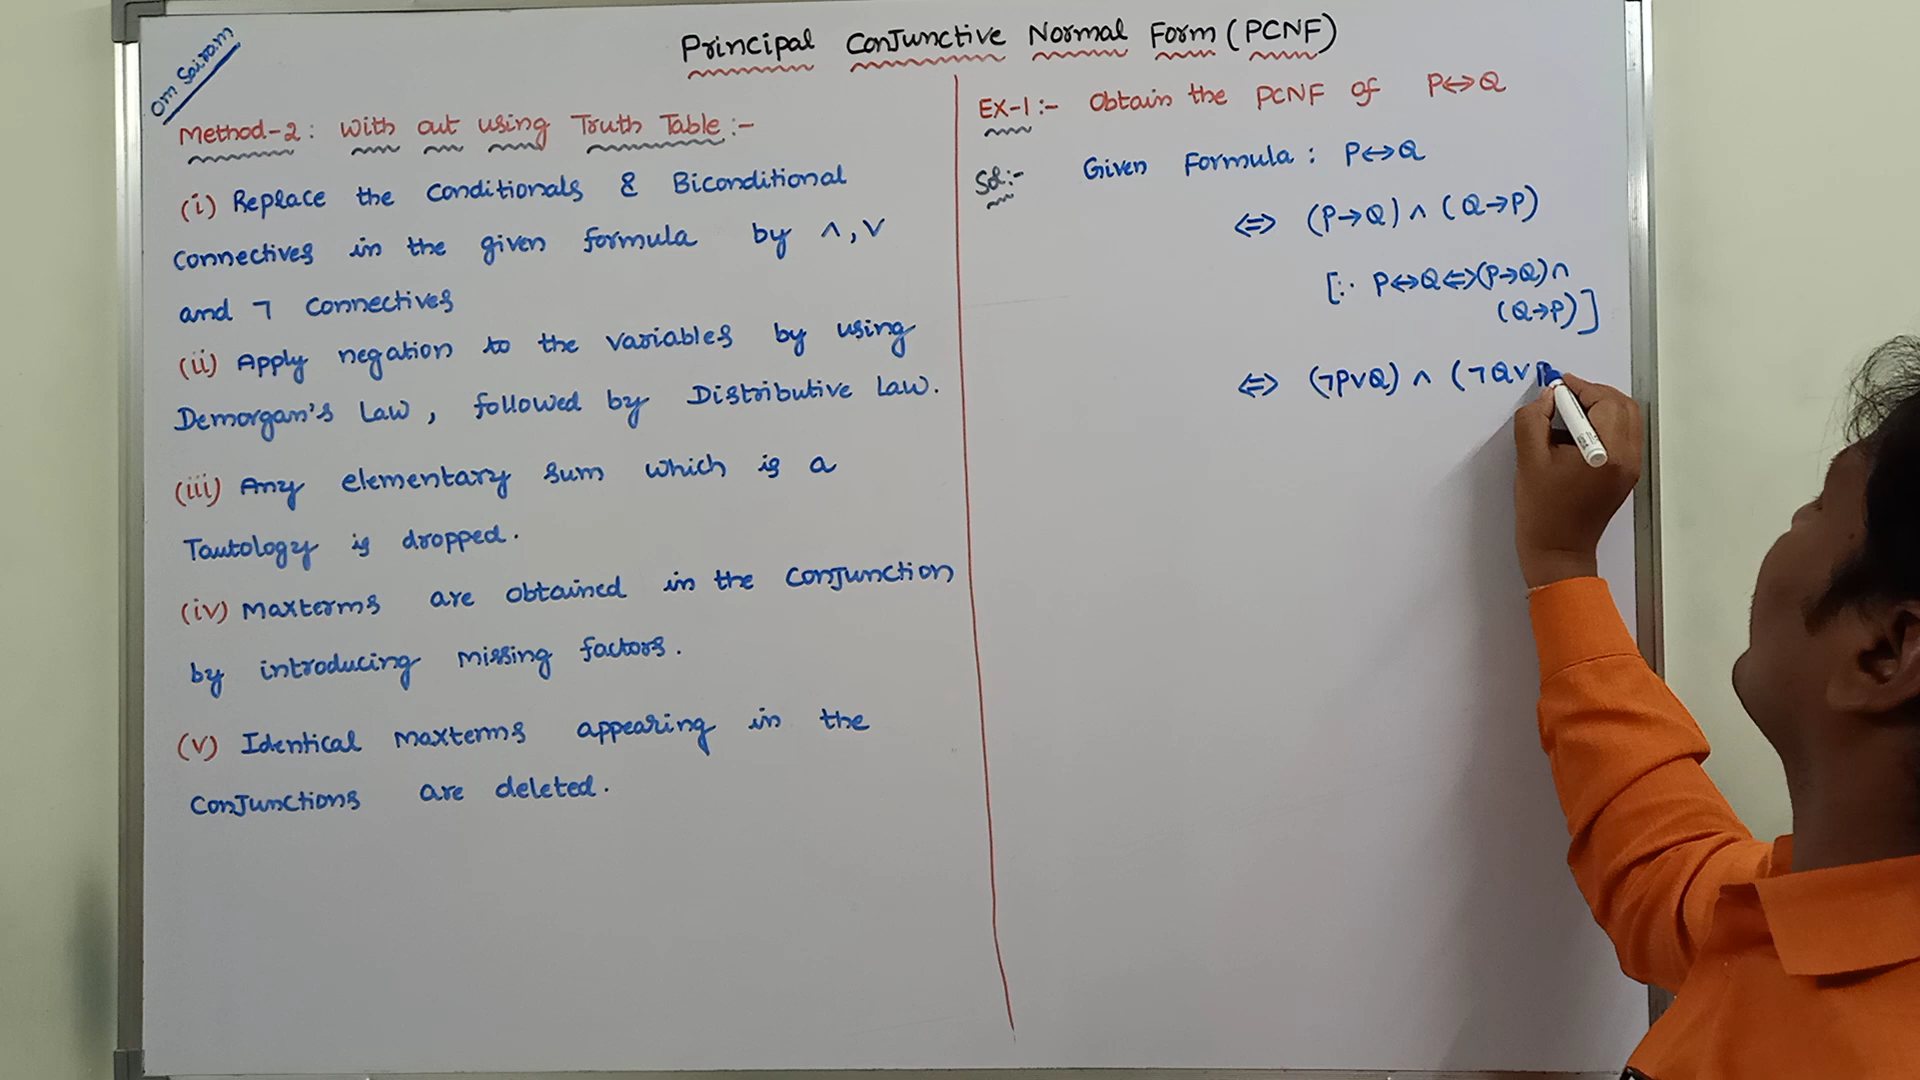 Om Sairam
Principal Conjunctive Normal Form (PCNF)
Method-2: With out using Truth Table:-
(i) Replace the Conditionals & Biconditional
Connectives in the given formula by ∧, ∨
and ¬ Connectives
(ii) Apply negation to the variables by using
Demorgan's Law, followed by Distributive Law.
(iii) Any elementary sum which is a
Tautology is dropped.
(iv) Maxterms are obtained in the Conjunction
by introducing missing factors.
(v) Identical Maxterms appearing in the
Conjunctions are deleted.
EX-1:- Obtain the PCNF of P↔Q
Sol:- Given Formula: P↔Q
⇔ (P→Q) ∧ (Q→P)
[∵ P↔Q⇔(P→Q)∧
(Q→P)]
⇔ (¬P∨Q) ∧ (¬Q∨P